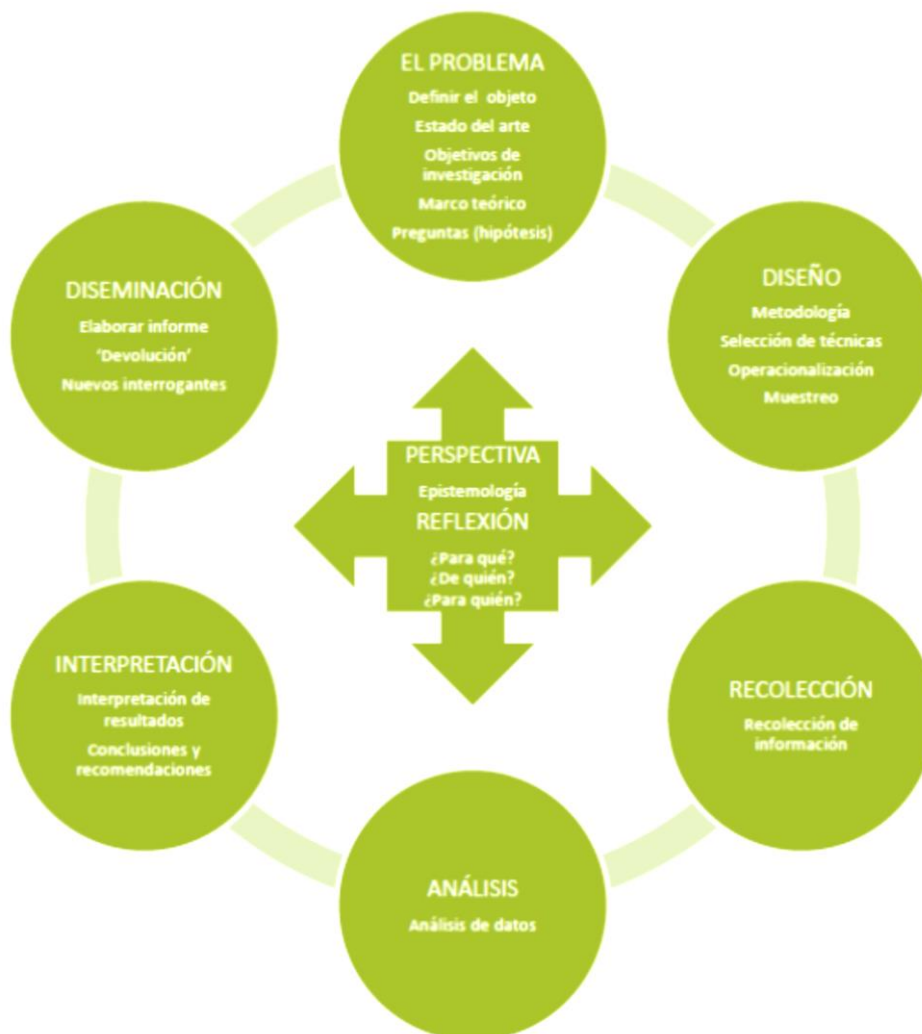 EL PROBLEMA
Definir el objeto
Estado del arte
Objetivos de
investigación
Marco teórico
Preguntas (hipótesis)
DISEÑO
Metodología
Selección de técnicas
Operacionalización
Muestreo
RECOLECCIÓN
Recolección de
información
ANÁLISIS
Análisis de datos
INTERPRETACIÓN
Interpretación de
resultados
Conclusiones y
recomendaciones
DISEMINACIÓN
Elaborar informe
‘Devolución’
Nuevos interrogantes
PERSPECTIVA
Epistemología
REFLEXIÓN
¿Para qué?
¿De quién?
¿Para quién?